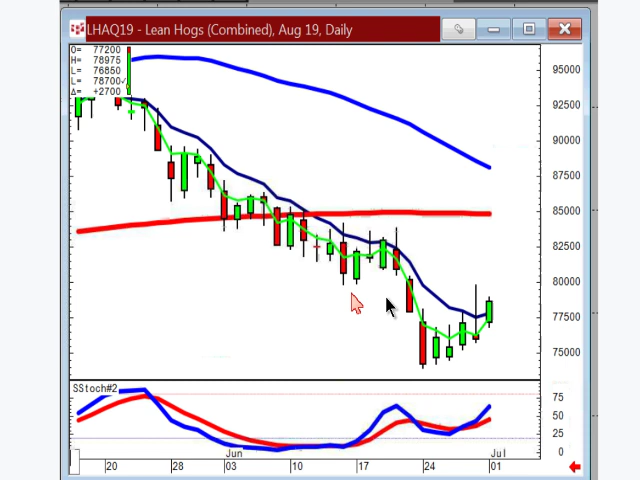 LHAQ19 - Lean Hogs (Combined), Aug 19, Daily
O= 77200
H= 78975
L= 76850
L= 78700✓
Δ= +2700
95000
92500
90000
87500
85000
82500
80000
77500
75000
SStoch#2
75
50
25
0
Jun Jul
20 28 03 10 17 24 01